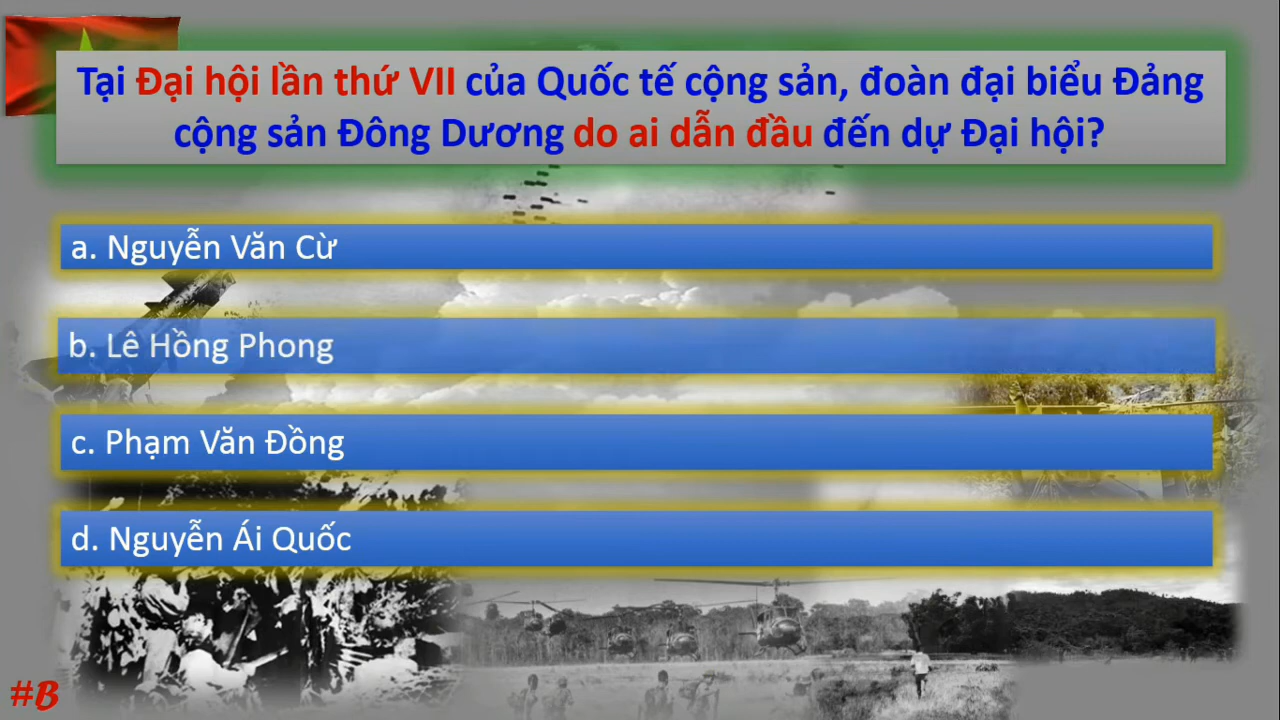 Tại Đại hội lần thứ VII của Quốc tế cộng sản, đoàn đại biểu Đảng
cộng sản Đông Dương do ai dẫn đầu đến dự Đại hội?
a. Nguyễn Văn Cừ
b. Lê Hồng Phong
c. Phạm Văn Đồng
d. Nguyễn Ái Quốc
#B